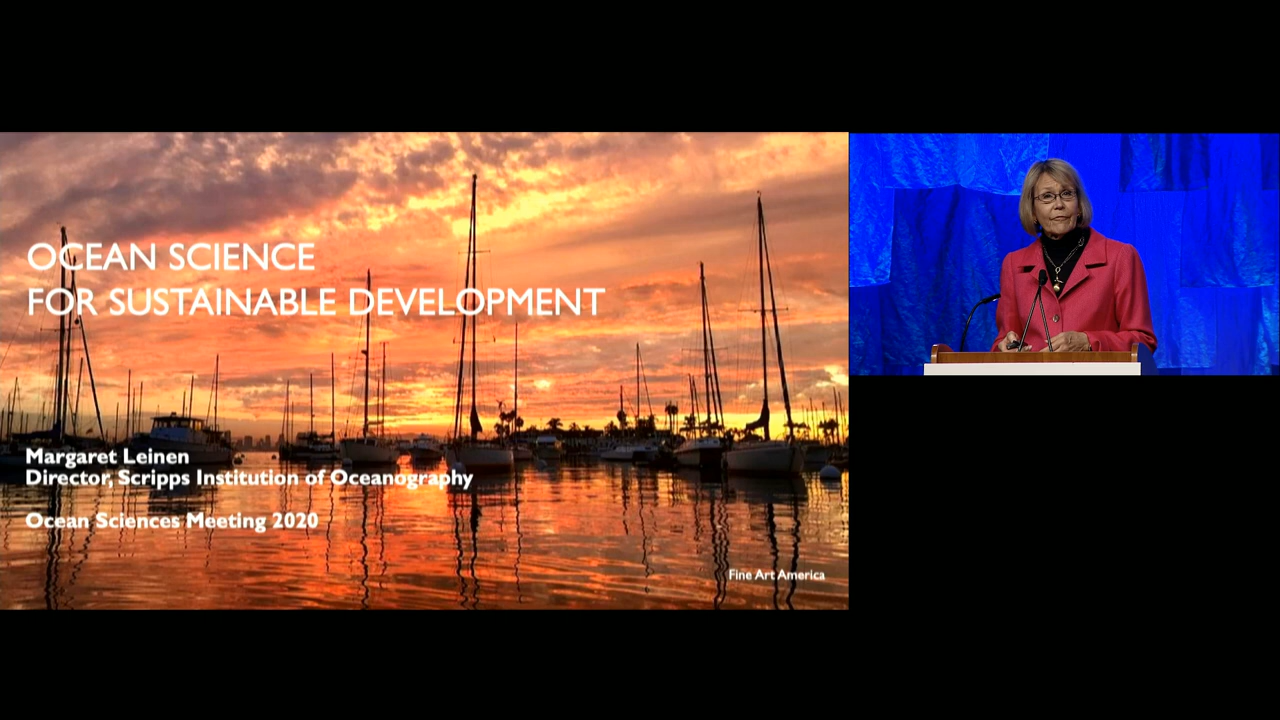 OCEAN SCIENCE
FOR SUSTAINABLE DEVELOPMENT
Margaret Leinen
Director, Scripps Institution of Oceanography
Ocean Sciences Meeting 2020
Fine Art America